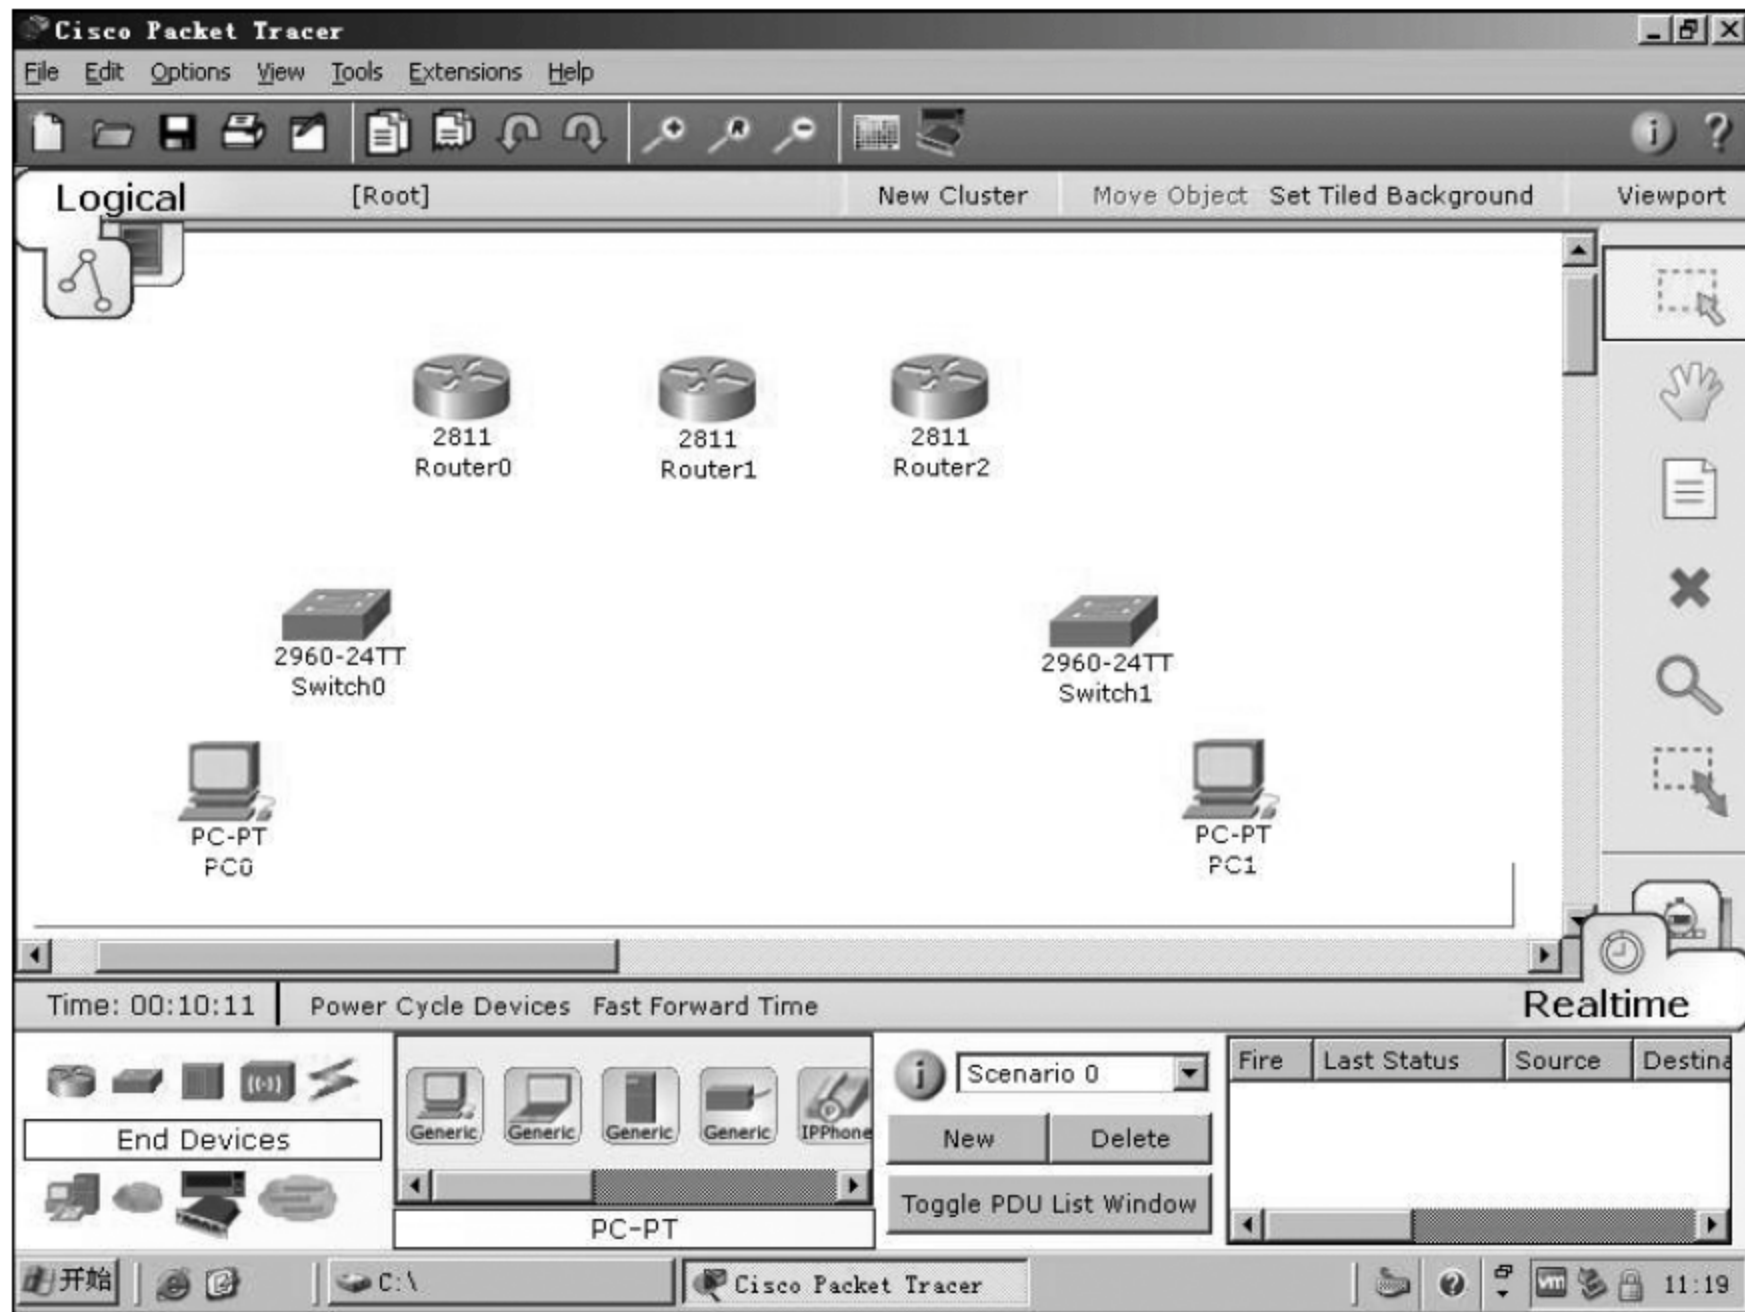 Cisco Packet Tracer
File Edit Options View Tools Extensions Help
R
i ?
Logical [Root] New Cluster Move Object Set Tiled Background Viewport
2811 2811 2811
Router0 Router1 Router2
2960-24TT 2960-24TT
Switch0 Switch1
PC-PT PC-PT
PC0 PC1
Time: 00:10:11 Power Cycle Devices Fast Forward Time Realtime
End Devices
Generic Generic Generic Generic IPPhone
PC-PT
i Scenario 0
New Delete
Toggle PDU List Window
Fire Last Status Source Destina
开始 C:\ Cisco Packet Tracer ? vm 11:19